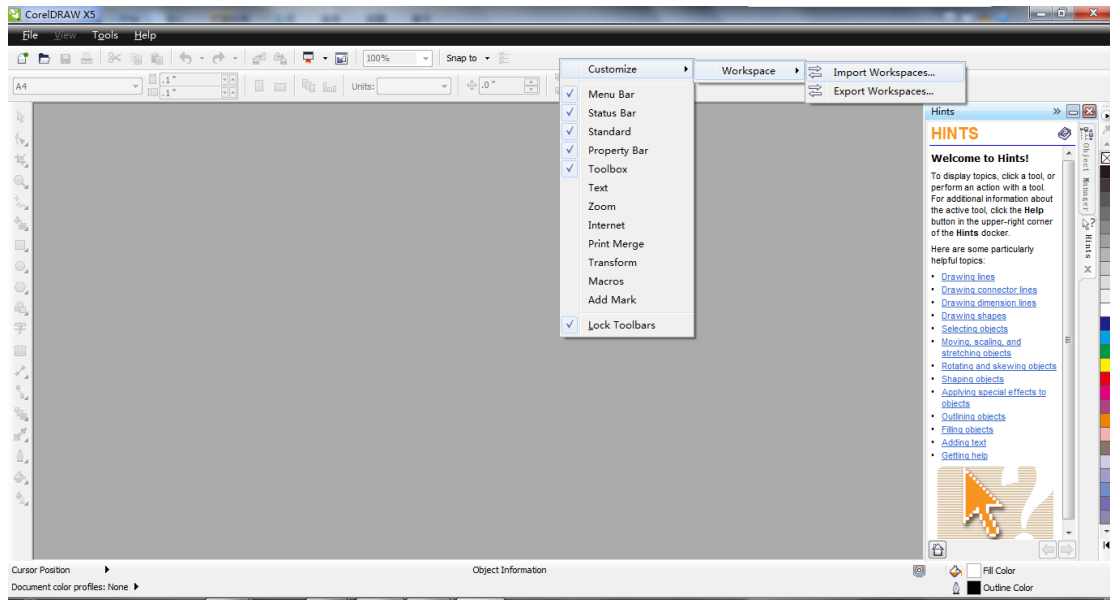 CorelDRAW X5
File View Tools Help
100% Snap to
A4 .1" .1" Units: .0"
Customize
Workspace
Import Workspaces...
Export Workspaces...
Menu Bar
Status Bar
Standard
Property Bar
Toolbox
Text
Zoom
Internet
Print Merge
Transform
Macros
Add Mark
Lock Toolbars
字
Hints
HINTS
Welcome to Hints!
To display topics, click a tool, or
perform an action with a tool.
For additional information about
the active tool, click the Help
button in the upper-right corner
of the Hints docker.
Here are some particularly
helpful topics:
• Drawing lines
• Drawing connector lines
• Drawing dimension lines
• Drawing shapes
• Selecting objects
• Moving, scaling, and
stretching objects
• Rotating and skewing objects
• Shaping objects
• Applying special effects to
objects
• Outlining objects
• Filling objects
• Adding text
• Getting help
Object Manager
Hints
Cursor Position
Object Information
Fill Color
Document color profiles: None
Outline Color